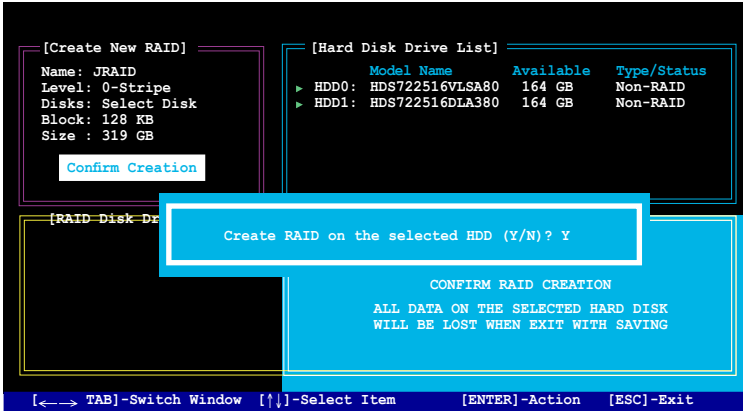 [Create New RAID]
Name: JRAID
Level: 0-Stripe
Disks: Select Disk
Block: 128 KB
Size : 319 GB
Confirm Creation
[Hard Disk Drive List]
Model Name Available Type/Status
HDD0: HDS722516VLSA80 164 GB Non-RAID
HDD1: HDS722516DLA380 164 GB Non-RAID
[RAID Disk Dr
Create RAID on the selected HDD (Y/N)? Y
CONFIRM RAID CREATION
ALL DATA ON THE SELECTED HARD DISK
WILL BE LOST WHEN EXIT WITH SAVING
[←→ TAB]-Switch Window [↑↓]-Select Item [ENTER]-Action [ESC]-Exit